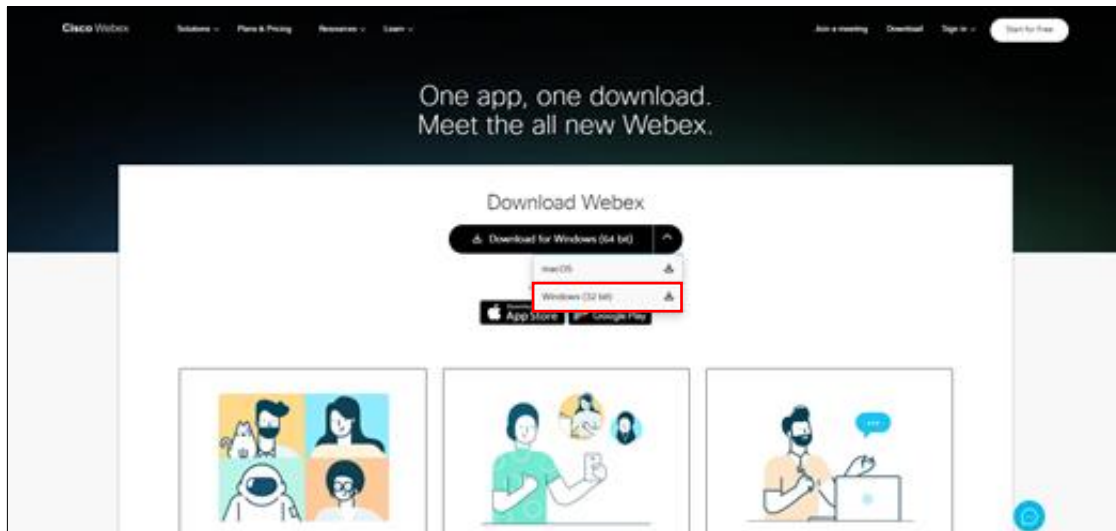 Cisco Webex Solutions Plans & Pricing Resources Learn Join a meeting Download Sign in Start for Free
One app, one download.
Meet the all new Webex.
Download Webex
Download for Windows (64 bit)
macOS
Windows (32 bit)
App Store Google Play